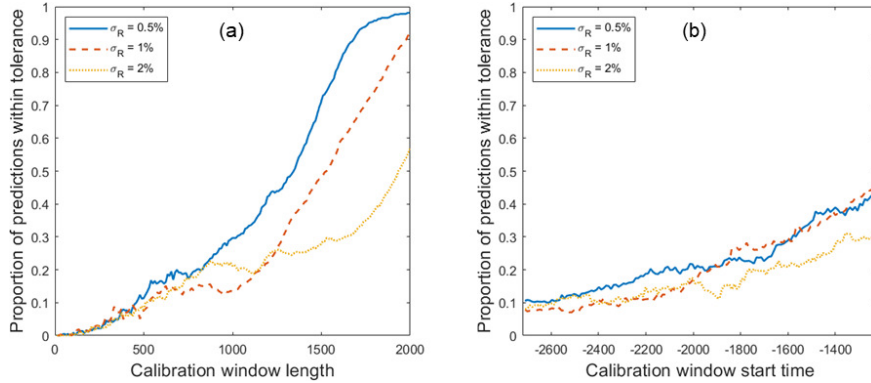 (a)
σR = 0.5%
σR = 1%
σR = 2%
Proportion of predictions within tolerance
1
0.9
0.8
0.7
0.6
0.5
0.4
0.3
0.2
0.1
0
0 500 1000 1500 2000
Calibration window length
(b)
σR = 0.5%
σR = 1%
σR = 2%
Proportion of predictions within tolerance
1
0.9
0.8
0.7
0.6
0.5
0.4
0.3
0.2
0.1
0
-2600 -2400 -2200 -2000 -1800 -1600 -1400
Calibration window start time